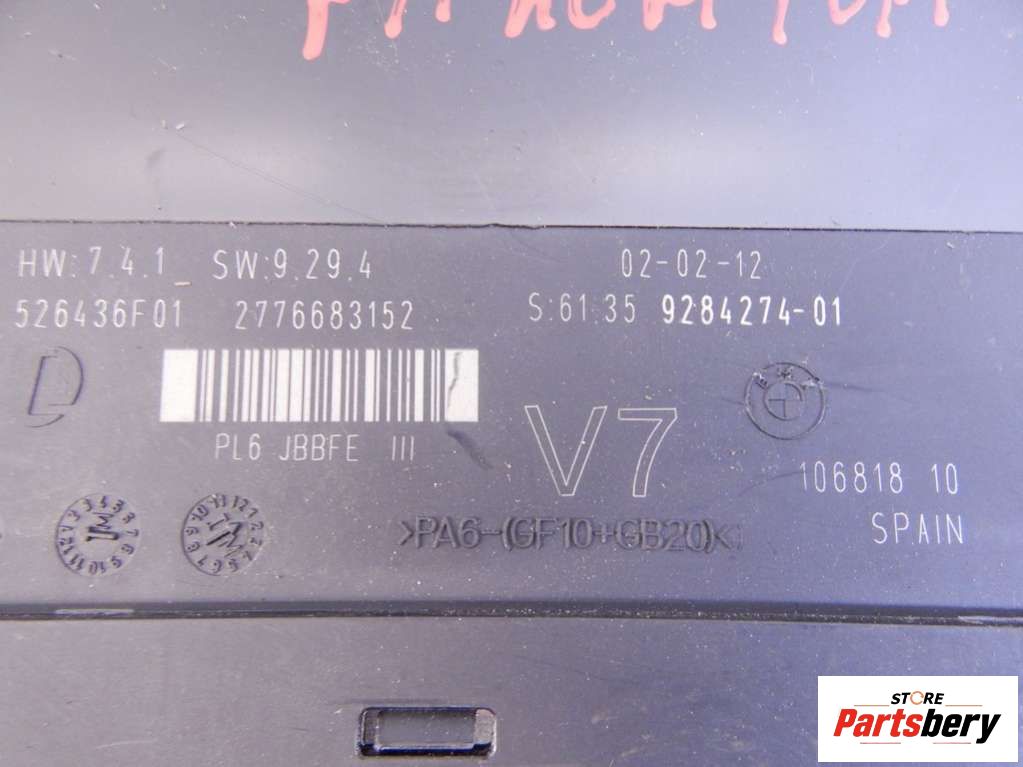 HW: 7.4.1_ SW:9.29.4 02-02-12
526436F01 2776683152 S:61.35 9284274-01
BMW
PL6 JBBFE III
V7
106818 10
SPAIN
>PA6-(GF10+GB20)<
STORE
Partsbery